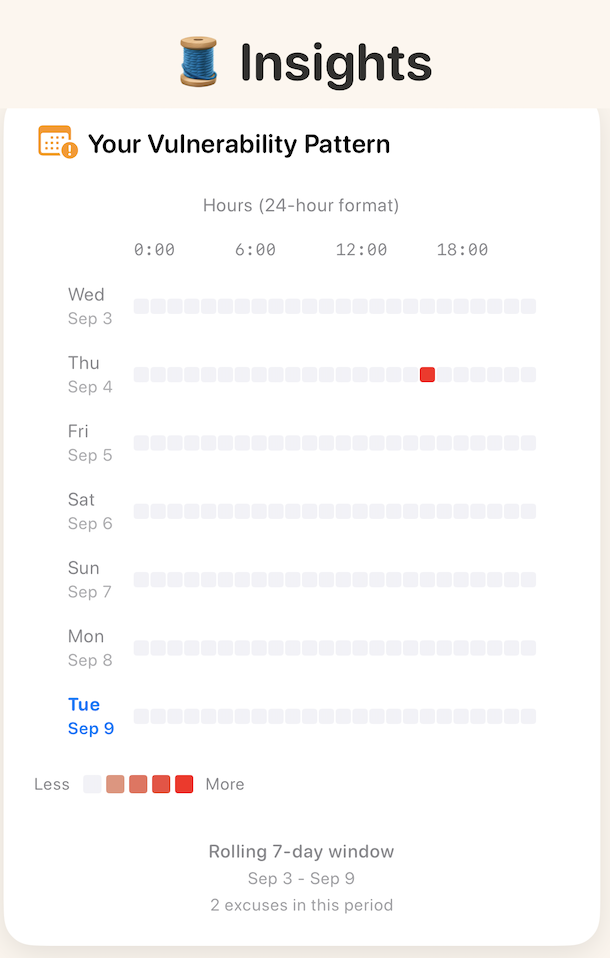 Insights
Your Vulnerability Pattern
Hours (24-hour format)
0:00 6:00 12:00 18:00
Wed
Sep 3
Thu
Sep 4
Fri
Sep 5
Sat
Sep 6
Sun
Sep 7
Mon
Sep 8
Tue
Sep 9
Less More
Rolling 7-day window
Sep 3 - Sep 9
2 excuses in this period